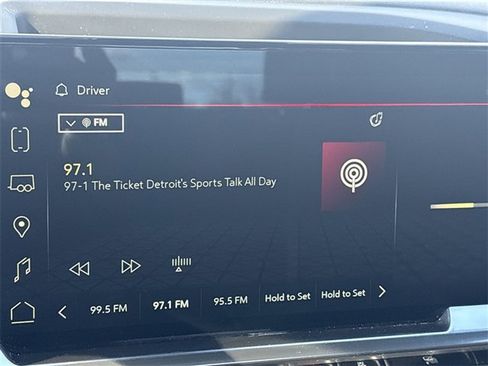 Driver
FM
97.1
97-1 The Ticket Detroit's Sports Talk All Day
99.5 FM 97.1 FM 95.5 FM Hold to Set Hold to Set